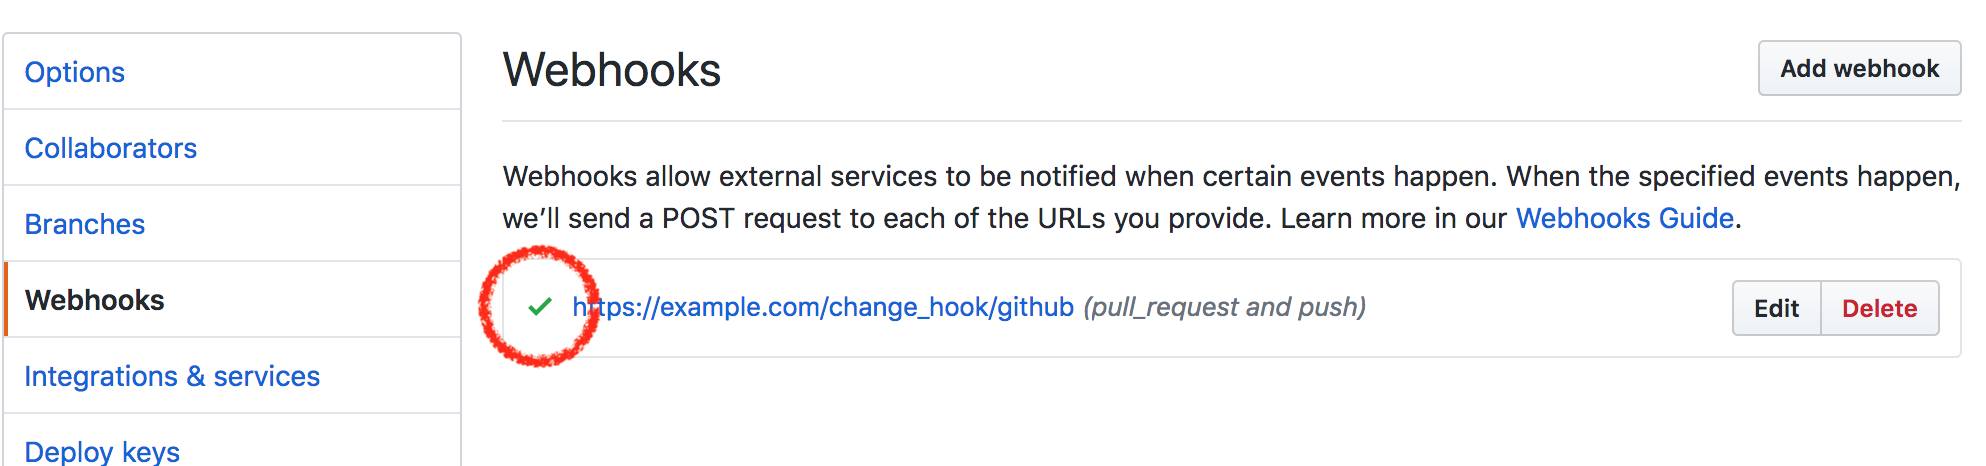 Options
Collaborators
Branches
Webhooks
Integrations & services
Deploy keys
Webhooks
Add webhook
Webhooks allow external services to be notified when certain events happen. When the specified events happen,
we’ll send a POST request to each of the URLs you provide. Learn more in our Webhooks Guide.
https://example.com/change_hook/github (pull_request and push)
Edit
Delete